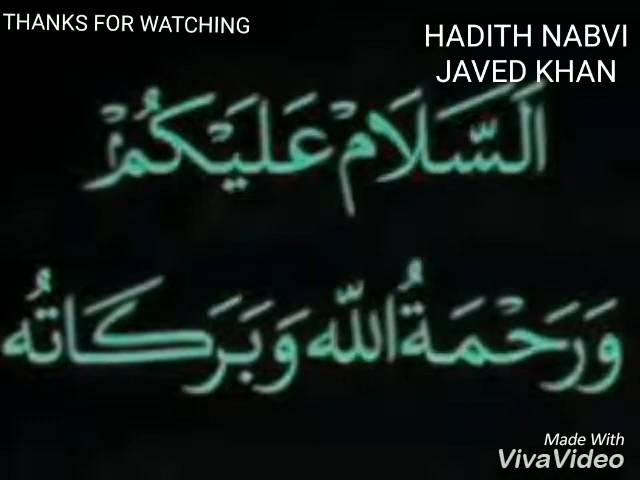 THANKS FOR WATCHING
HADITH NABVI
JAVED KHAN
اَلسَّلَامْ عَلَيْكُمْ
وَرَحْمَةُ اللّٰه وَبَرَكَاتُه
Made With
VivaVideo